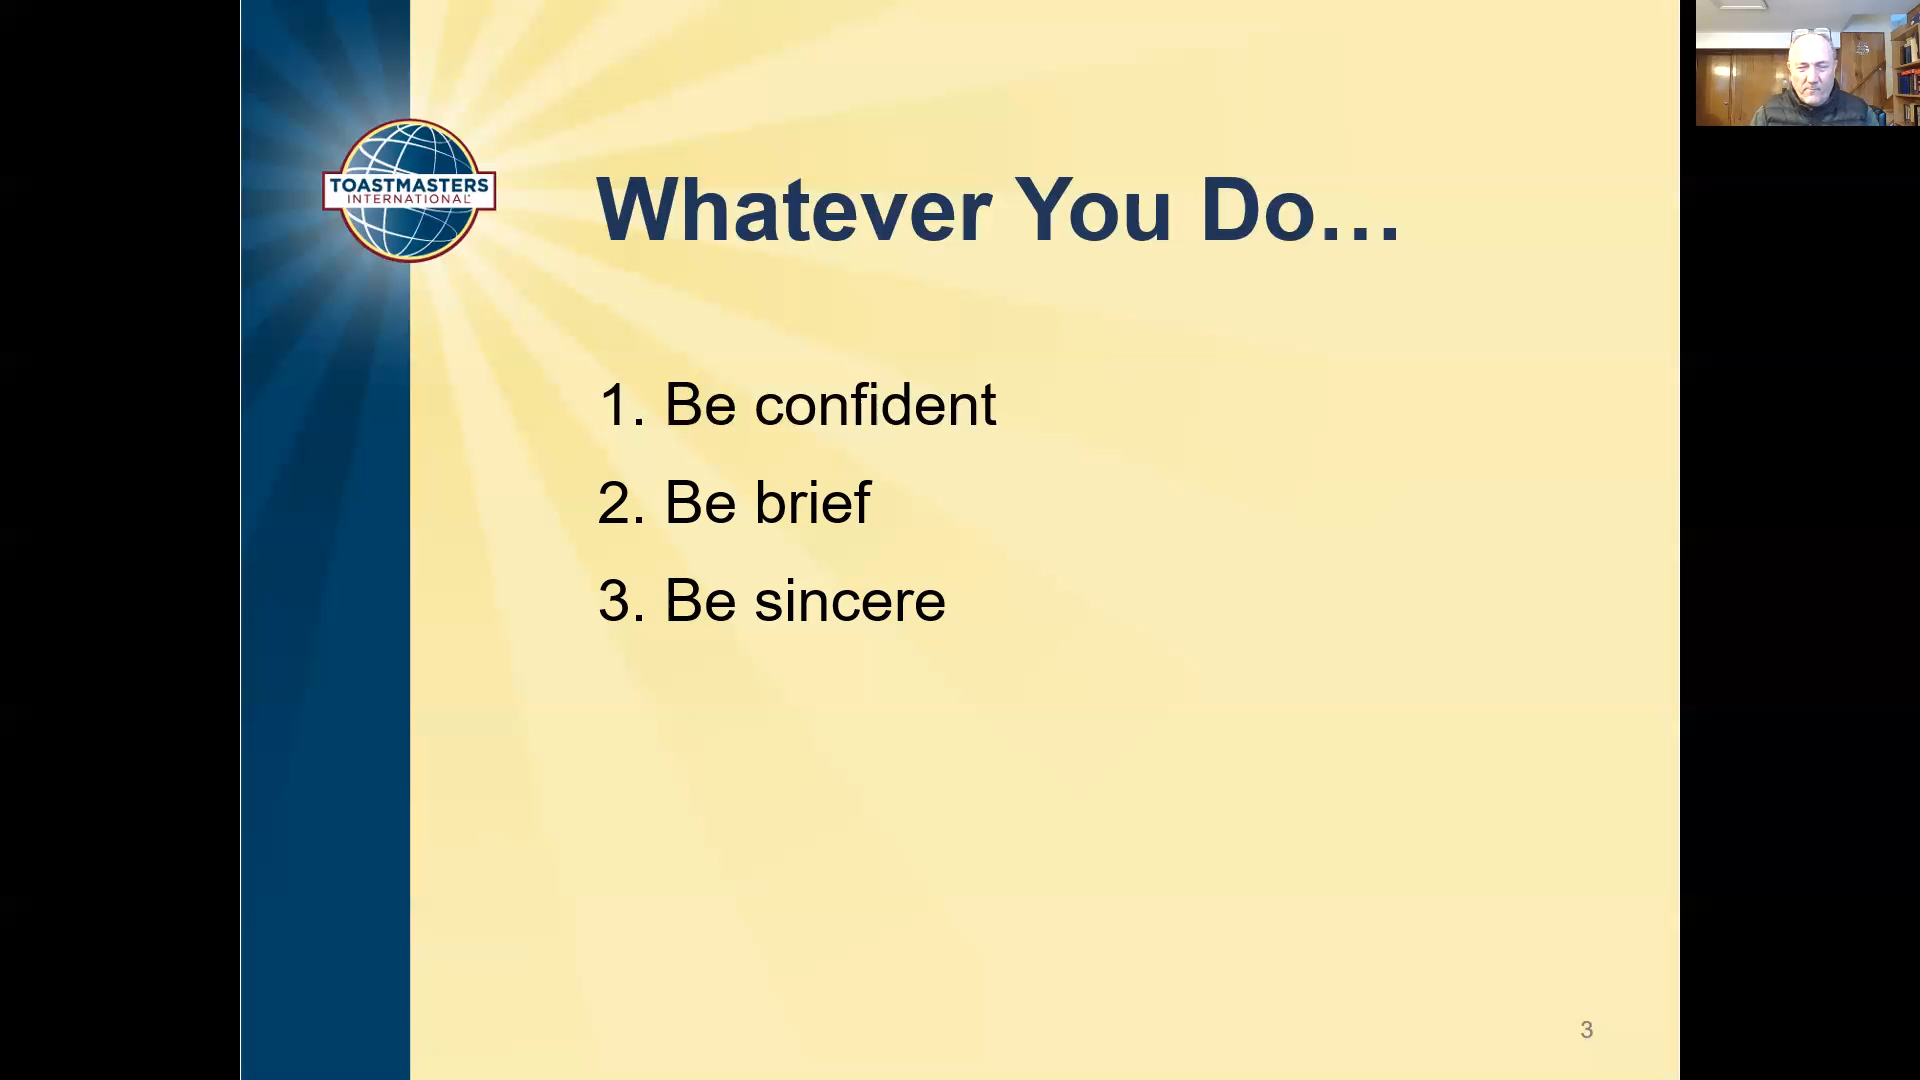 TOASTMASTERS
INTERNATIONAL
Whatever You Do…
1. Be confident
2. Be brief
3. Be sincere
3